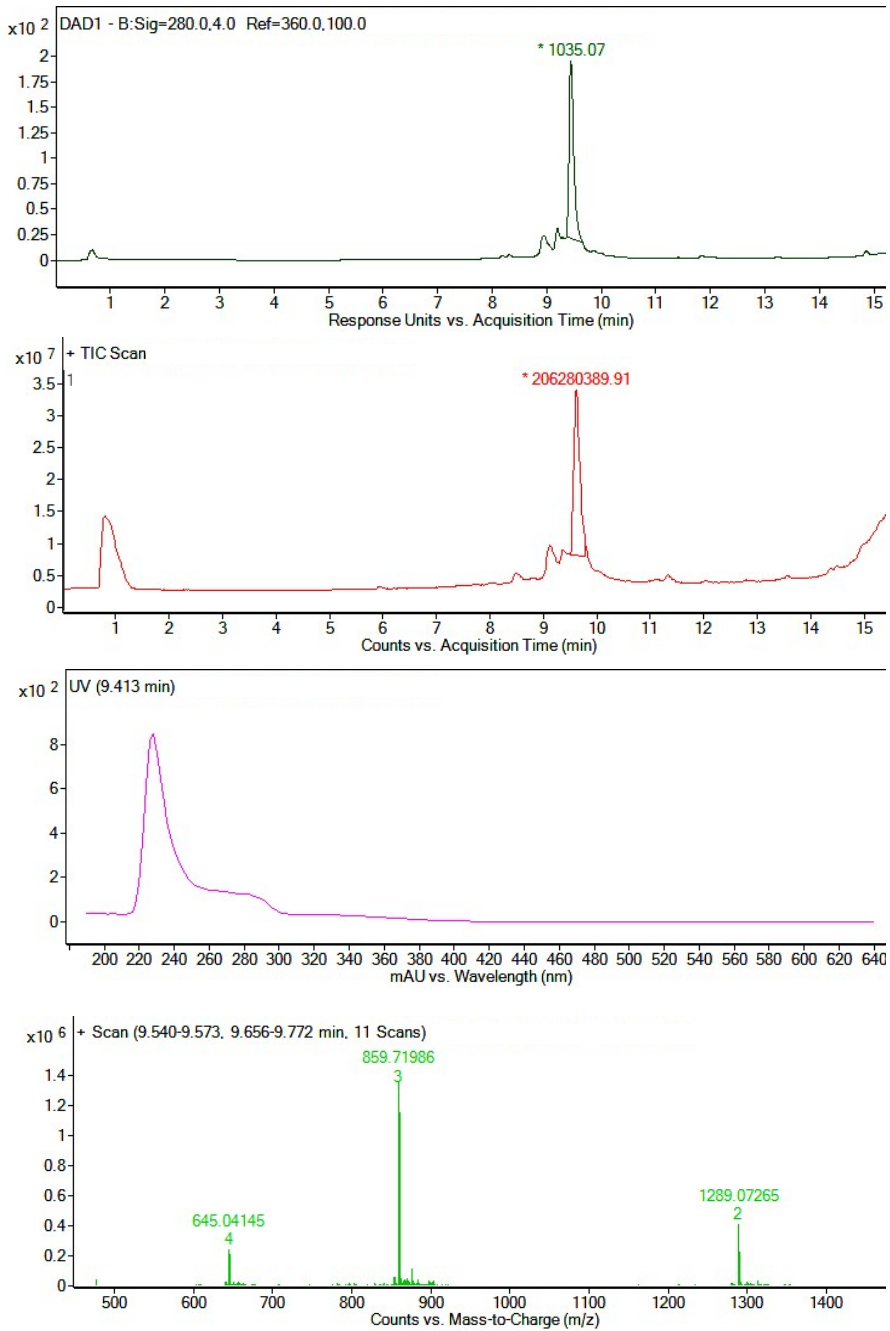 x10 2
DAD1 - B:Sig=280.0,4.0 Ref=360.0,100.0
* 1035.07
2
1.75
1.5
1.25
1
0.75
0.5
0.25
0
1 2 3 4 5 6 7 8 9 10 11 12 13 14 15
Response Units vs. Acquisition Time (min)
x10 7
+ TIC Scan
1
* 206280389.91
3.5
3
2.5
2
1.5
1
0.5
0
1 2 3 4 5 6 7 8 9 10 11 12 13 14 15
Counts vs. Acquisition Time (min)
x10 2
UV (9.413 min)
8
6
4
2
0
200 220 240 260 280 300 320 340 360 380 400 420 440 460 480 500 520 540 560 580 600 620 640
mAU vs. Wavelength (nm)
x10 6
+ Scan (9.540-9.573, 9.656-9.772 min, 11 Scans)
859.71986
3
1289.07265
2
645.04145
4
1.4
1.2
1
0.8
0.6
0.4
0.2
0
500 600 700 800 900 1000 1100 1200 1300 1400
Counts vs. Mass-to-Charge (m/z)